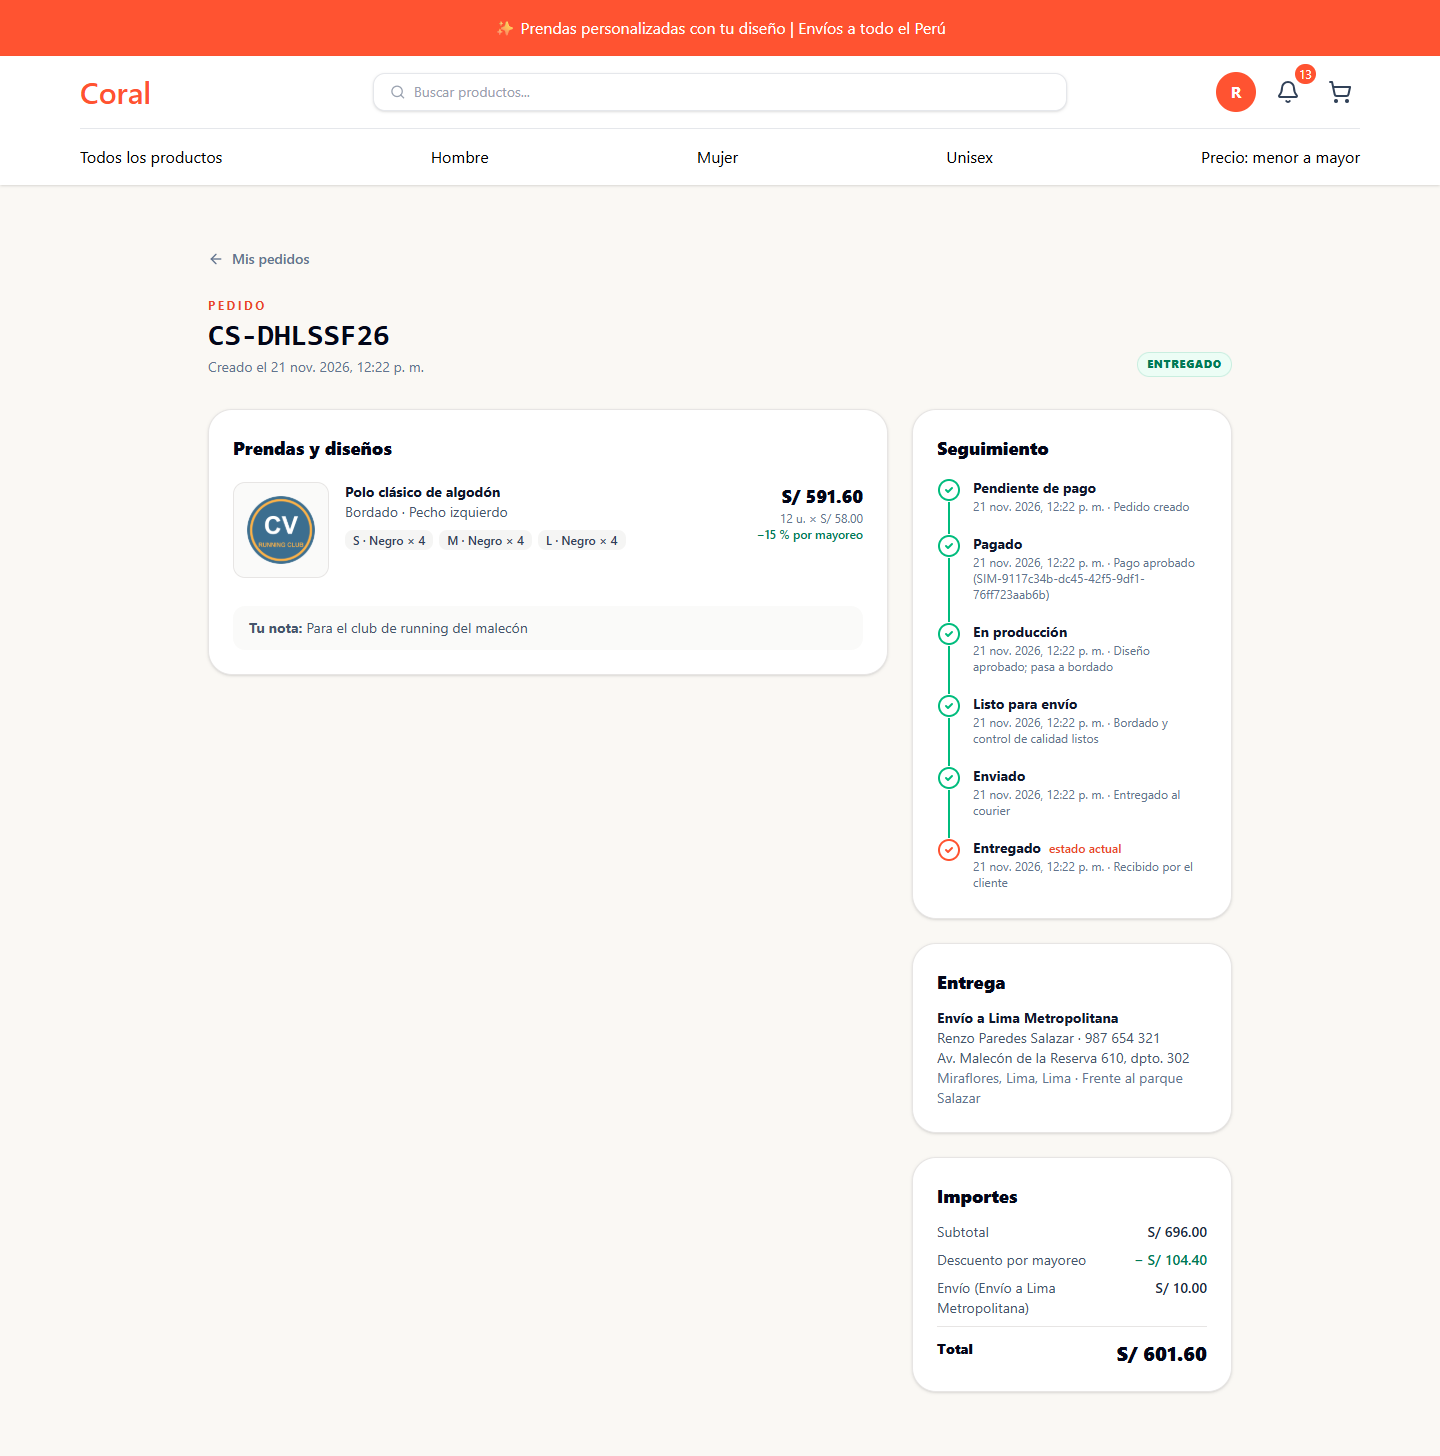 ✨ Prendas personalizadas con tu diseño | Envíos a todo el Perú
Coral
Buscar productos...
R
13
Todos los productos
Hombre
Mujer
Unisex
Precio: menor a mayor
← Mis pedidos
PEDIDO
CS-DHLSSF26
Creado el 21 nov. 2026, 12:22 p. m.
ENTREGADO
Prendas y diseños
CV
RUNNING CLUB
Polo clásico de algodón
Bordado · Pecho izquierdo
S · Negro × 4
M · Negro × 4
L · Negro × 4
S/ 591.60
12 u. × S/ 58.00
−15 % por mayoreo
Tu nota: Para el club de running del malecón
Seguimiento
Pendiente de pago
21 nov. 2026, 12:22 p. m. · Pedido creado
Pagado
21 nov. 2026, 12:22 p. m. · Pago aprobado
(SIM-9117c34b-dc45-42f5-9df1-
76ff723aab6b)
En producción
21 nov. 2026, 12:22 p. m. · Diseño
aprobado; pasa a bordado
Listo para envío
21 nov. 2026, 12:22 p. m. · Bordado y
control de calidad listos
Enviado
21 nov. 2026, 12:22 p. m. · Entregado al
courier
Entregado estado actual
21 nov. 2026, 12:22 p. m. · Recibido por el
cliente
Entrega
Envío a Lima Metropolitana
Renzo Paredes Salazar · 987 654 321
Av. Malecón de la Reserva 610, dpto. 302
Miraflores, Lima, Lima · Frente al parque
Salazar
Importes
Subtotal S/ 696.00
Descuento por mayoreo − S/ 104.40
Envío (Envío a Lima S/ 10.00
Metropolitana)
Total S/ 601.60